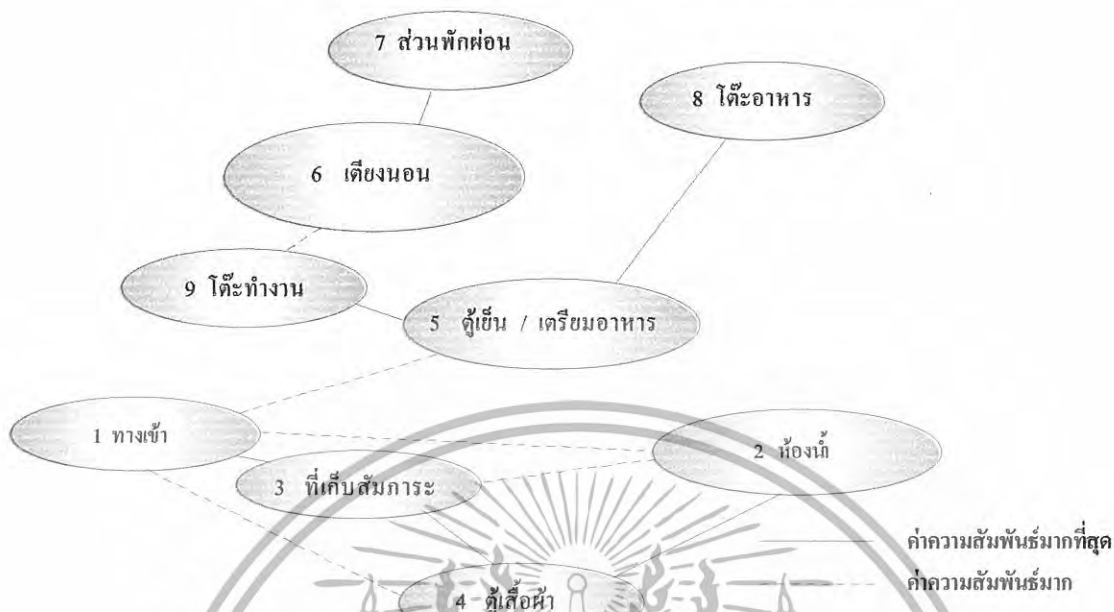 7 ส่วนพักผ่อน
8 โต๊ะอาหาร
6 เตียงนอน
9 โต๊ะทำงาน
5 ตู้เย็น / เตรียมอาหาร
1 ทางเข้า
2 ห้องน้ำ
3 ที่เก็บสัมภาระ
ค่าความสัมพันธ์มากที่สุด
ค่าความสัมพันธ์มาก
4 ตู้เสื้อผ้า